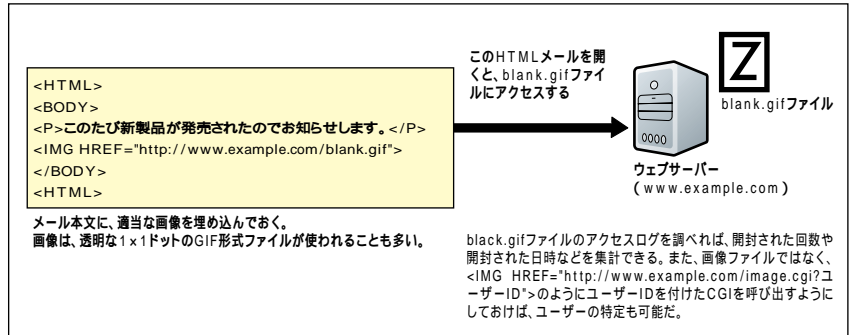 <HTML>
<BODY>
<P>このたび新製品が発売されたのでお知らせします。</P>
<IMG HREF="http://www.example.com/blank.gif">
</BODY>
<HTML>
メール本文に、適当な画像を埋め込んでおく。
画像は、透明な1×1ドットのGIF形式ファイルが使われることも多い。
このHTMLメールを開
くと、blank.gifファイ
ルにアクセスする
Z
blank.gifファイル
ウェブサーバー
(www.example.com)
black.gifファイルのアクセスログを調べれば、開封された回数や
開封された日時などを集計できる。また、画像ファイルではなく、
<IMG HREF="http://www.example.com/image.cgi?ユ
ーザーID">のようにユーザーIDを付けたCGIを呼び出すように
しておけば、ユーザーの特定も可能だ。